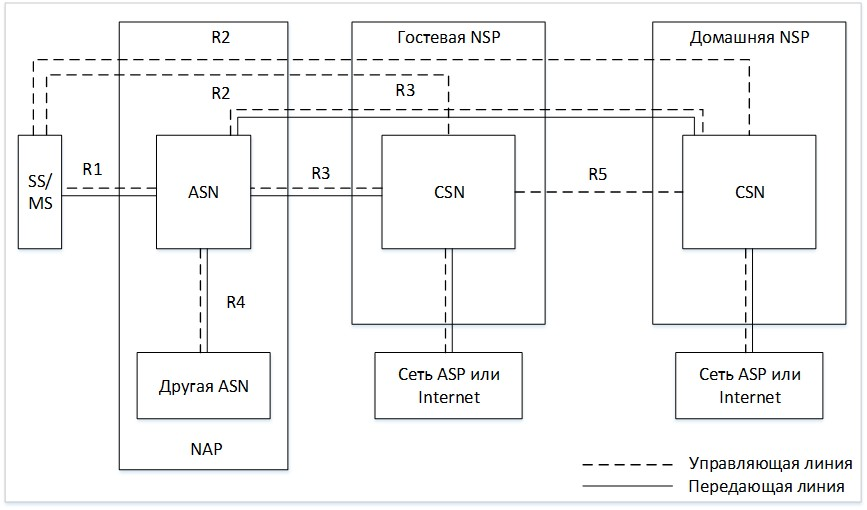 R2
Гостевая NSP
Домашняя NSP
R2
R3
SS/
MS
R1
ASN
R3
CSN
R5
CSN
R4
Другая ASN
Сеть ASP или
Internet
Сеть ASP или
Internet
NAP
Управляющая линия
Передающая линия